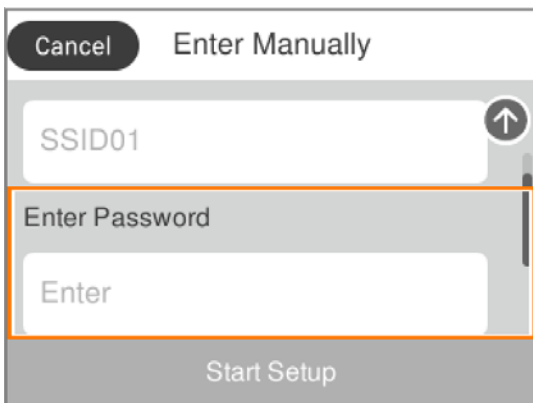 Cancel Enter Manually
SSID01
Enter Password
Enter
Start Setup